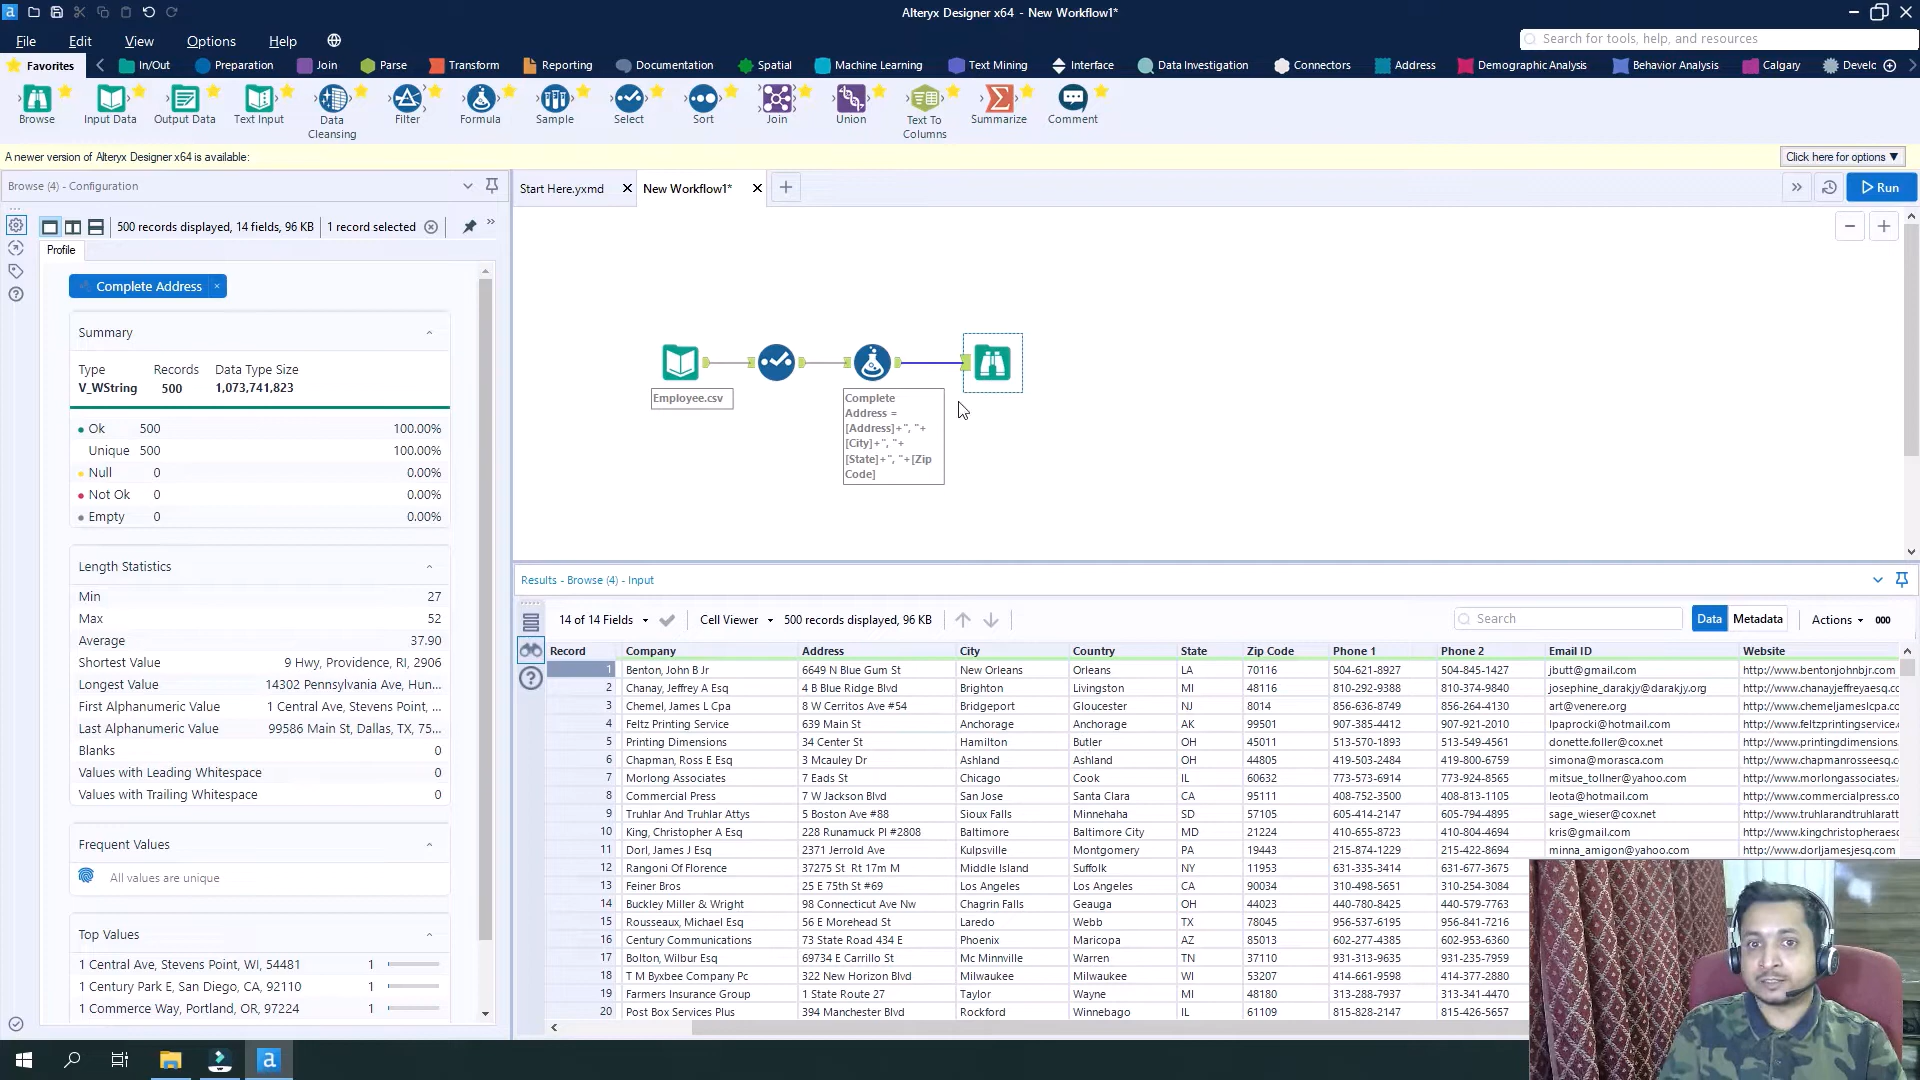 Alteryx Designer x64 - New Workflow1*
File Edit View Options Help
Search for tools, help, and resources
Favorites In/Out Preparation Join Parse Transform Reporting Documentation Spatial Machine Learning Text Mining Interface Data Investigation Connectors Address Demographic Analysis Behavior Analysis Calgary Develc
Browse Input Data Output Data Text Input Data Filter Formula Sample Select Sort Join Union Text To Summarize Comment
Cleansing Columns
A newer version of Alteryx Designer x64 is available: Click here for options ▼
Browse (4) - Configuration
500 records displayed, 14 fields, 96 KB 1 record selected
Profile
Complete Address ×
Summary
Type Records Data Type Size
V_WString 500 1,073,741,823
Ok 500 100.00%
Unique 500 100.00%
Null 0 0.00%
Not Ok 0 0.00%
Empty 0 0.00%
Length Statistics
Min 27
Max 52
Average 37.90
Shortest Value 9 Hwy, Providence, RI, 2906
Longest Value 14302 Pennsylvania Ave, Hun...
First Alphanumeric Value 1 Central Ave, Stevens Point, ...
Last Alphanumeric Value 99586 Main St, Dallas, TX, 75...
Blanks 0
Values with Leading Whitespace 0
Values with Trailing Whitespace 0
Frequent Values
All values are unique
Top Values
1 Central Ave, Stevens Point, WI, 54481 1
1 Century Park E, San Diego, CA, 92110 1
1 Commerce Way, Portland, OR, 97224 1
Start Here.yxmd New Workflow1* Run
Employee.csv
Complete
Address =
[Address]+", "+
[City]+", "+
[State]+", "+[Zip
Code]
Results - Browse (4) - Input
14 of 14 Fields Cell Viewer 500 records displayed, 96 KB Search Data Metadata Actions 000
Record Company Address City Country State Zip Code Phone 1 Phone 2 Email ID Website
1 Benton, John B Jr 6649 N Blue Gum St New Orleans Orleans LA 70116 504-621-8927 504-845-1427 jbutt@gmail.com http://www.bentonjohnbjr.com
2 Chanay, Jeffrey A Esq 4 B Blue Ridge Blvd Brighton Livingston MI 48116 810-292-9388 810-374-9840 josephine_darakjy@darakjy.org http://www.chanayjeffreyaesq.c
3 Chemel, James L Cpa 8 W Cerritos Ave #54 Bridgeport Gloucester NJ 8014 856-636-8749 856-264-4130 art@venere.org http://www.chemeljameslcpa.co
4 Feltz Printing Service 639 Main St Anchorage Anchorage AK 99501 907-385-4412 907-921-2010 lpaprocki@hotmail.com http://www.feltzprintingservice.
5 Printing Dimensions 34 Center St Hamilton Butler OH 45011 513-570-1893 513-549-4561 donette.foller@cox.net http://www.printingdimensions.
6 Chapman, Ross E Esq 3 Mcauley Dr Ashland Ashland OH 44805 419-503-2484 419-800-6759 simona@morasca.com http://www.chapmanrosseesq.c
7 Morlong Associates 7 Eads St Chicago Cook IL 60632 773-573-6914 773-924-8565 mitsue_tollner@yahoo.com http://www.morlongassociates.
8 Commercial Press 7 W Jackson Blvd San Jose Santa Clara CA 95111 408-752-3500 408-813-1105 leota@hotmail.com http://www.commercialpress.co
9 Truhlar And Truhlar Attys 5 Boston Ave #88 Sioux Falls Minnehaha SD 57105 605-414-2147 605-794-4895 sage_wieser@cox.net http://www.truhlarandtruhlaratt
10 King, Christopher A Esq 228 Runamuck Pl #2808 Baltimore Baltimore City MD 21224 410-655-8723 410-804-4694 kris@gmail.com http://www.kingchristopheraesc
11 Dorl, James J Esq 2371 Jerrold Ave Kulpsville Montgomery PA 19443 215-874-1229 215-422-8694 minna_amigon@yahoo.com http://www.dorljamesjesq.com
12 Rangoni Of Florence 37275 St Rt 17m M Middle Island Suffolk NY 11953 631-335-3414 631-677-3675
13 Feiner Bros 25 E 75th St #69 Los Angeles Los Angeles CA 90034 310-498-5651 310-254-3084
14 Buckley Miller & Wright 98 Connecticut Ave Nw Chagrin Falls Geauga OH 44023 440-780-8425 440-579-7763
15 Rousseaux, Michael Esq 56 E Morehead St Laredo Webb TX 78045 956-537-6195 956-841-7216
16 Century Communications 73 State Road 434 E Phoenix Maricopa AZ 85013 602-277-4385 602-953-6360
17 Bolton, Wilbur Esq 69734 E Carrillo St Mc Minnville Warren TN 37110 931-313-9635 931-235-7959
18 T M Byxbee Company Pc 322 New Horizon Blvd Milwaukee Milwaukee WI 53207 414-661-9598 414-377-2880
19 Farmers Insurance Group 1 State Route 27 Taylor Wayne MI 48180 313-288-7937 313-341-4470
20 Post Box Services Plus 394 Manchester Blvd Rockford Winnebago IL 61109 815-828-2147 815-426-5657